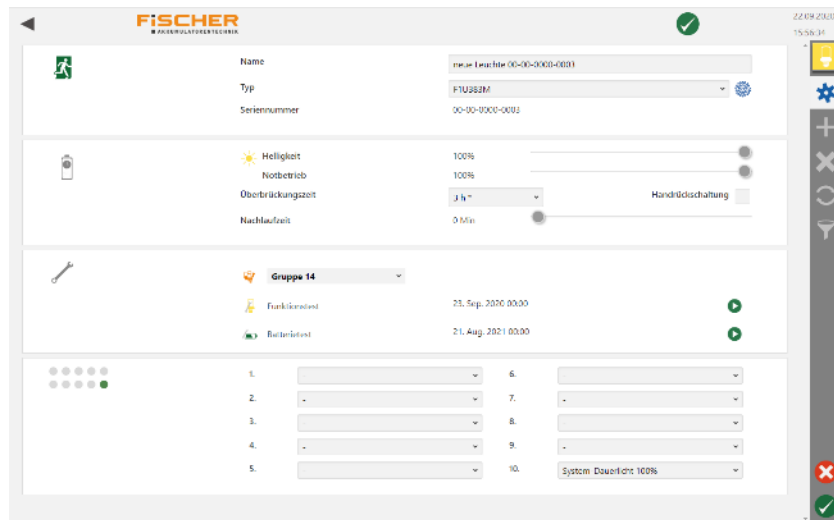 FiSCHER
AKKUMULATORENTECHNIK
22.09.2020
15:56:34
Name
neue Leuchte 00-00-0000-0003
Typ
F1U383M
Seriennummer
00-00-0000-0003
Helligkeit
100%
Notbetrieb
100%
Überbrückungszeit
3 h *
Handrückschaltung
Nachlaufzeit
0 Min
Gruppe 14
Funktionstest
23. Sep. 2020 00:00
Batterietest
21. Aug. 2021 00:00
1.
6.
2.
-
7.
-
3.
8.
4.
-
9.
-
5.
10.
System Dauerlicht 100%